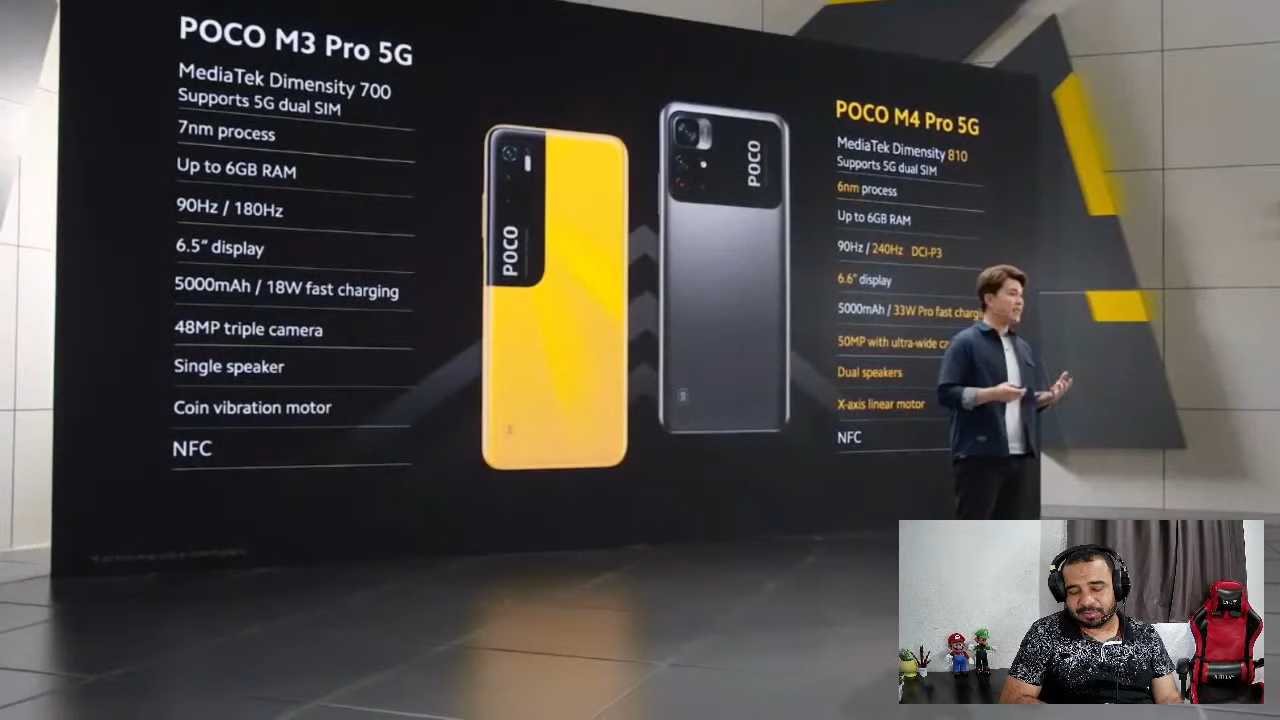 POCO M3 Pro 5G
MediaTek Dimensity 700
Supports 5G dual SIM
7nm process
Up to 6GB RAM
90Hz / 180Hz
6.5" display
5000mAh / 18W fast charging
48MP triple camera
Single speaker
Coin vibration motor
NFC
POCO
POCO
POCO M4 Pro 5G
MediaTek Dimensity 810
Supports 5G dual SIM
6nm process
Up to 6GB RAM
90Hz / 240Hz DCI-P3
6.6" display
5000mAh / 33W Pro fast
50MP with ultra-wide
Dual speakers
X-axis linear motor
NFC